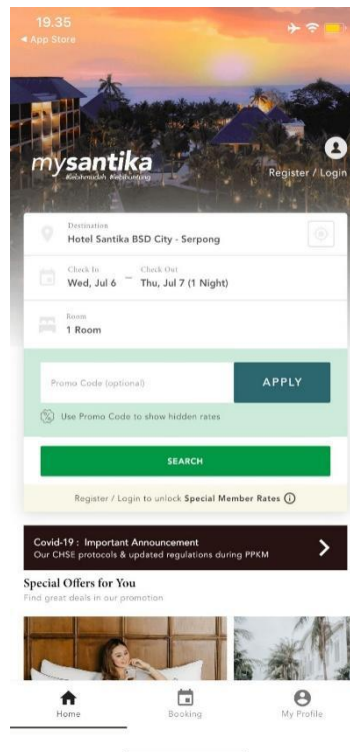 19.35
◀ App Store
mysantika
#lebihmudah #lebihuntung
Register / Login
Destination
Hotel Santika BSD City - Serpong
Check In
Check Out
Wed, Jul 6 – Thu, Jul 7 (1 Night)
Room
1 Room
Promo Code (optional)
APPLY
Use Promo Code to show hidden rates
SEARCH
Register / Login to unlock Special Member Rates
Covid-19 : Important Announcement
Our CHSE protocols & updated regulations during PPKM
Special Offers for You
Find great deals in our promotion
Home
Booking
My Profile